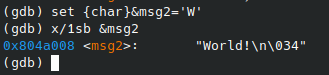 (gdb) set {char}&msg2='W'
(gdb) x/1sb &msg2
0x804a008 <msg2>:       "World!\n\034"
(gdb)